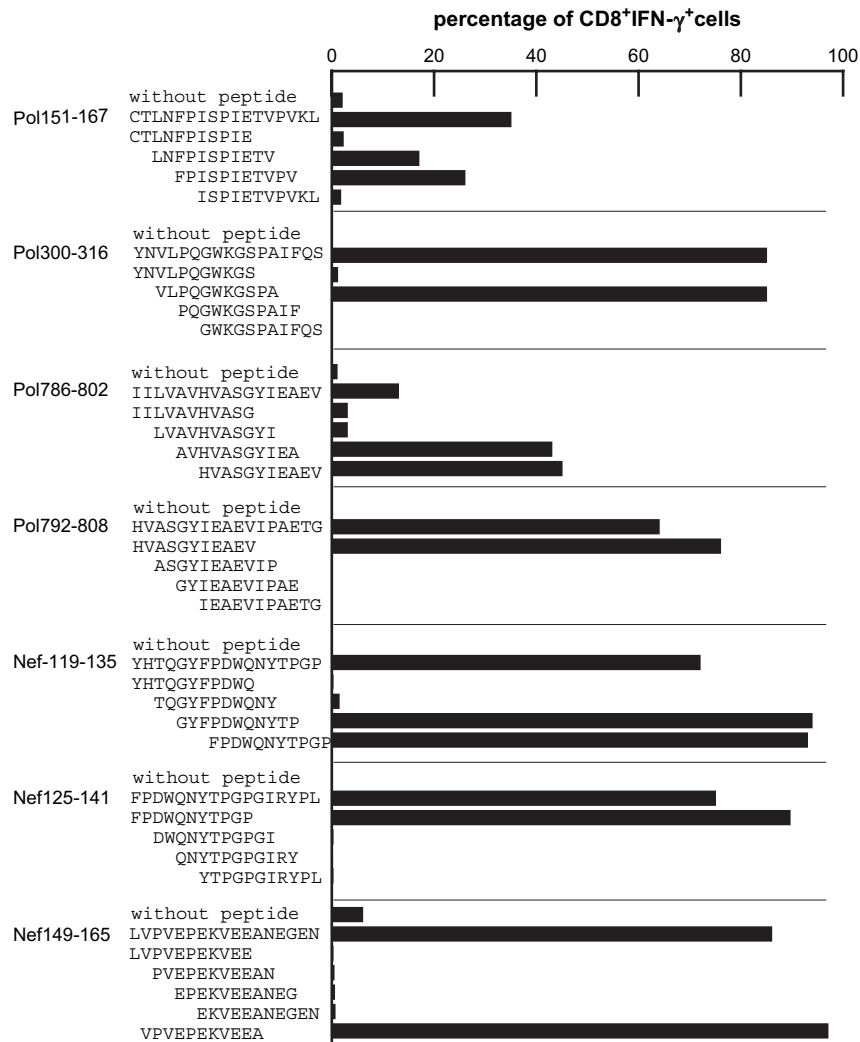 percentage of CD8+IFN-γ+cells
0 20 40 60 80 100
without peptide
Pol151-167 CTLNFPISPIETVPVKL
CTLNFPISPIE
LNFPISPIETV
FPISPIETVPV
ISPIETVPVKL
without peptide
Pol300-316 YNVLPQGWKGSPAIFQS
YNVLPQGWKGS
VLPQGWKGSPA
PQGWKGSPAIF
GWKGSPAIFQS
without peptide
Pol786-802 IILVAVHVASGYIEAEV
IILVAVHVASG
LVAVHVASGYI
AVHVASGYIEA
HVASGYIEAEV
without peptide
Pol792-808 HVASGYIEAEVIPAETG
HVASGYIEAEV
ASGYIEAEVIP
GYIEAEVIPAE
IEAEVIPAETG
without peptide
Nef-119-135 YHTQGYFPDWQNYTPGP
YHTQGYFPDWQ
TQGYFPDWQNY
GYFPDWQNYTP
FPDWQNYTPGP
without peptide
Nef125-141 FPDWQNYTPGPGIRYPL
FPDWQNYTPGP
DWQNYTPGPGI
QNYTPGPGIRY
YTPGPGIRYPL
without peptide
Nef149-165 LVPVEPEKVEEANEGEN
LVPVEPEKVEE
PVEPEKVEEAN
EPEKVEEANEG
EKVEEANEGEN
VPVEPEKVEEA